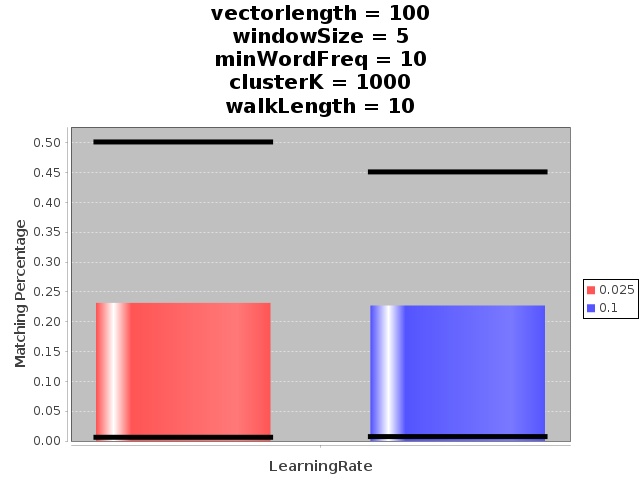 vectorlength = 100
windowSize = 5
minWordFreq = 10
clusterK = 1000
walkLength = 10
Matching Percentage
0.50
0.45
0.40
0.35
0.30
0.25
0.20
0.15
0.10
0.05
0.00
LearningRate
0.025
0.1